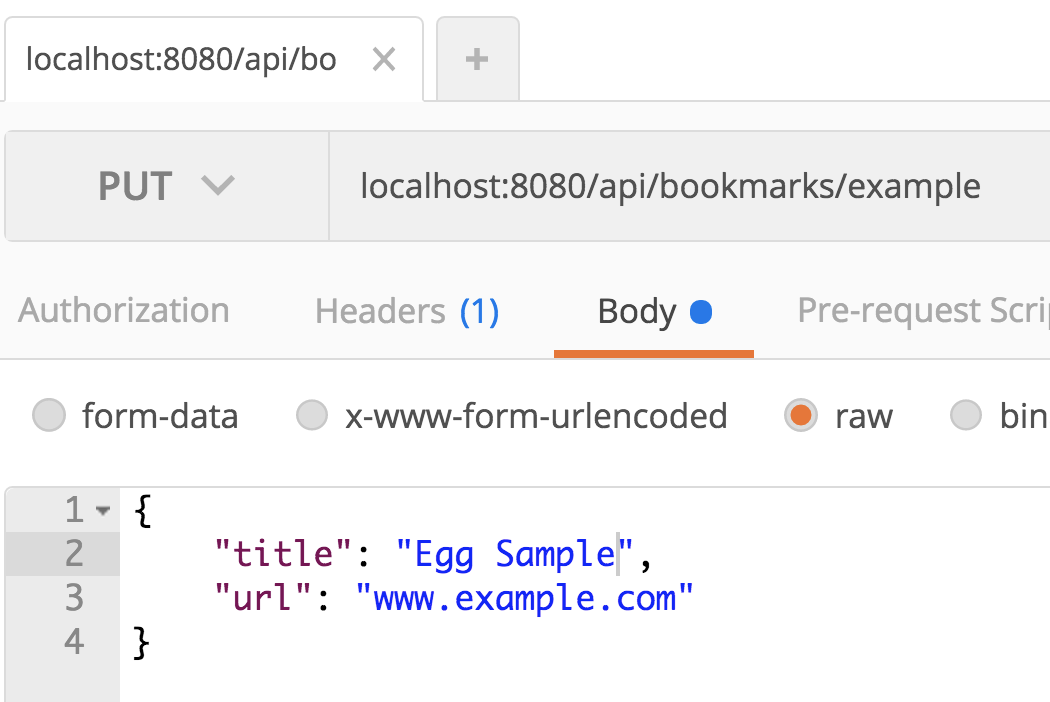 localhost:8080/api/bo × +
PUT localhost:8080/api/bookmarks/example
Authorization Headers (1) Body Pre-request Scri
form-data x-www-form-urlencoded raw bin
1 {
2 "title": "Egg Sample",
3 "url": "www.example.com"
4 }